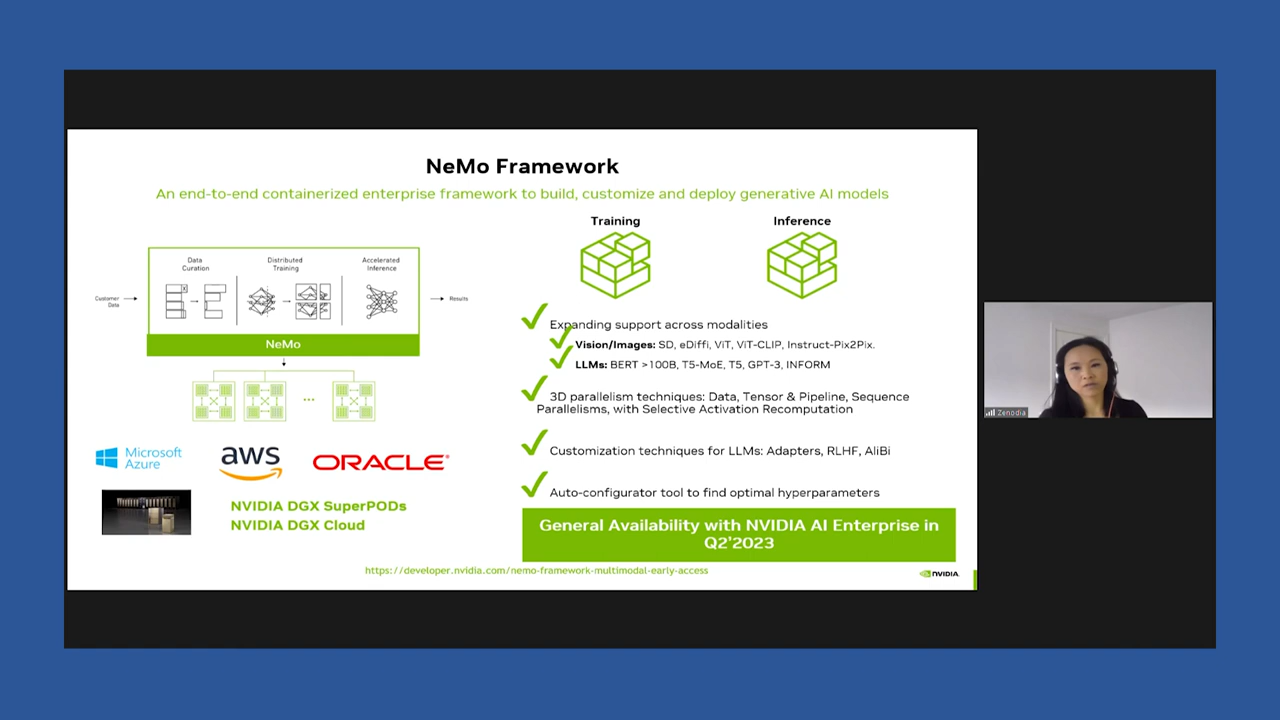 NeMo Framework
An end-to-end containerized enterprise framework to build, customize and deploy generative AI models
Data
Curation
Distributed
Training
Accelerated
Inference
Customer
Data
Results
NeMo
Microsoft
Azure
aws
ORACLE
NVIDIA DGX SuperPODs
NVIDIA DGX Cloud
Training
Inference
Expanding support across modalities
Vision/Images: SD, eDiffi, ViT, ViT-CLIP, Instruct-Pix2Pix.
LLMs: BERT >100B, T5-MoE, T5, GPT-3, INFORM
3D parallelism techniques: Data, Tensor & Pipeline, Sequence
Parallelisms, with Selective Activation Recomputation
Customization techniques for LLMs: Adapters, RLHF, AliBi
Auto-configurator tool to find optimal hyperparameters
General Availability with NVIDIA AI Enterprise in
Q2'2023
https://developer.nvidia.com/nemo-framework-multimodal-early-access
NVIDIA.
Zenodia